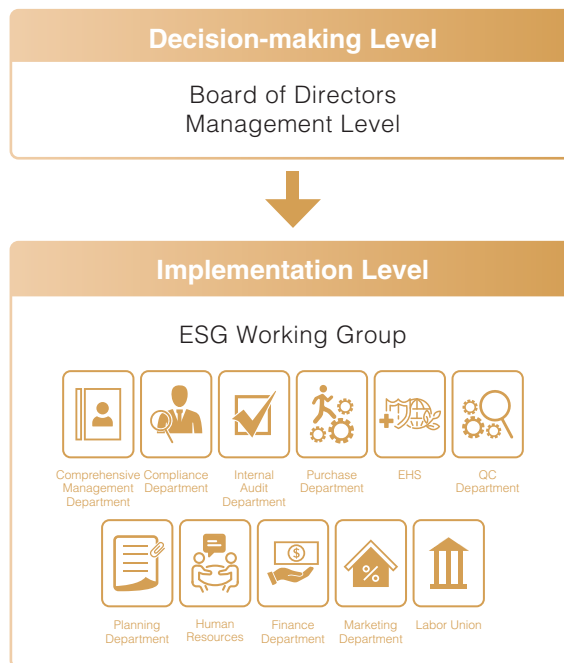 Decision-making Level
Board of Directors
Management Level
Implementation Level
ESG Working Group
Comprehensive
Management
Department
Compliance
Department
Internal
Audit
Department
Purchase
Department
EHS
QC
Department
$
%
Planning
Department
Human
Resources
Finance
Department
Marketing
Department
Labor Union